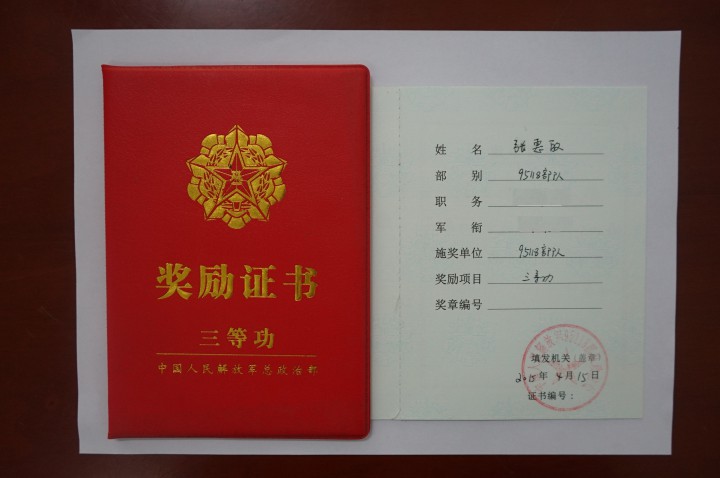 奖励证书
三等功
中国人民解放军总政治部
姓 名 张惠敏
部 别 95118部队
职 务
军 衔
施奖单位 95118部队
奖励项目 三等功
奖章编号
填发机关（盖章）
2015年4月15日
证书编号：